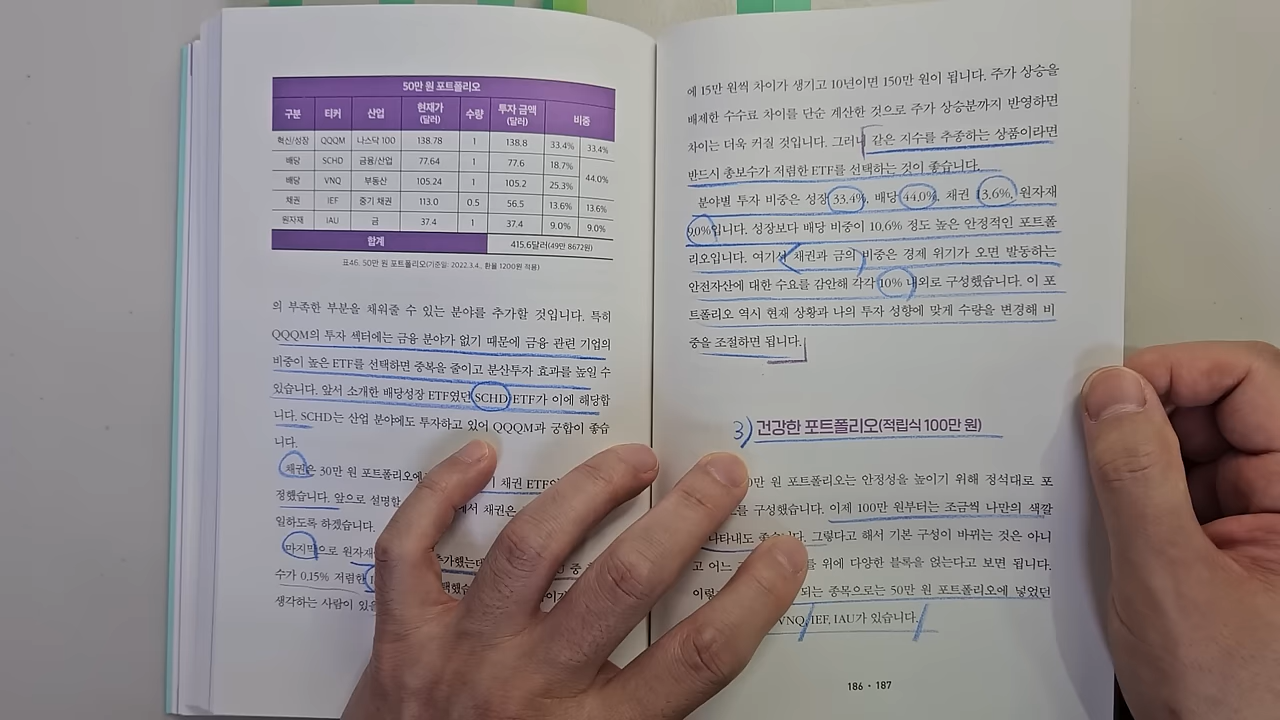 50만 원 포트폴리오
구분 티커 산업 현재가(달러) 수량 투자 금액(달러) 비중
혁신/성장 QQQM 나스닥 100 138.78 1 138.8 33.4% 33.4%
배당 SCHD 금융/산업 77.64 1 77.6 18.7% 44.0%
배당 VNQ 부동산 105.24 1 105.2 25.3%
채권 IEF 중기 채권 113.0 0.5 56.5 13.6% 13.6%
원자재 IAU 금 37.4 1 37.4 9.0% 9.0%
합계 415.6달러(49만 8672원)
표46. 50만 원 포트폴리오(기준일: 2022.3.4., 환율 1200원 적용)
의 부족한 부분을 채워줄 수 있는 분야를 추가할 것입니다. 특히
QQQM의 투자 섹터에는 금융 분야가 없기 때문에 금융 관련 기업의
비중이 높은 ETF를 선택하면 중복을 줄이고 분산투자 효과를 높일 수
있습니다. 앞서 소개한 배당성장 ETF였던 SCHD ETF가 이에 해당합
니다. SCHD는 산업 분야에도 투자하고 있어 QQQM과 궁합이 좋습
니다.
채권은 30만 원 포트폴리오에 채권 ETF
정했습니다. 앞으로 설명할 에서 채권은
일하도록 하겠습니다.
마지막으로 원자재 추가했는데 중
수가 0.15% 저렴한
생각하는 사람이 있을
에 15만 원씩 차이가 생기고 10년이면 150만 원이 됩니다. 주가 상승을
배제한 수수료 차이를 단순 계산한 것으로 주가 상승분까지 반영하면
차이는 더욱 커질 것입니다. 그러나 같은 지수를 추종하는 상품이라면
반드시 총보수가 저렴한 ETF를 선택하는 것이 좋습니다.
분야별 투자 비중은 성장 33.4%, 배당 44.0%, 채권 13.6%, 원자재
9.0%입니다. 성장보다 배당 비중이 10.6% 정도 높은 안정적인 포트폴
리오입니다. 여기서 채권과 금의 비중은 경제 위기가 오면 발동하는
안전자산에 대한 수요를 감안해 각각 10% 내외로 구성했습니다. 이 포
트폴리오 역시 현재 상황과 나의 투자 성향에 맞게 수량을 변경해 비
중을 조절하면 됩니다.
3) 건강한 포트폴리오(적립식 100만 원)
만 원 포트폴리오는 안정성을 높이기 위해 정석대로 포
를 구성했습니다. 이제 100만 원부터는 조금씩 나만의 색깔
나타내도 좋습니다. 그렇다고 해서 기본 구성이 바뀌는 것은 아니
고 어느 를 위에 다양한 블록을 얹는다고 보면 됩니다.
되는 종목으로는 50만 원 포트폴리오에 넣었던
VNQ, IEF, IAU가 있습니다.
186 · 187